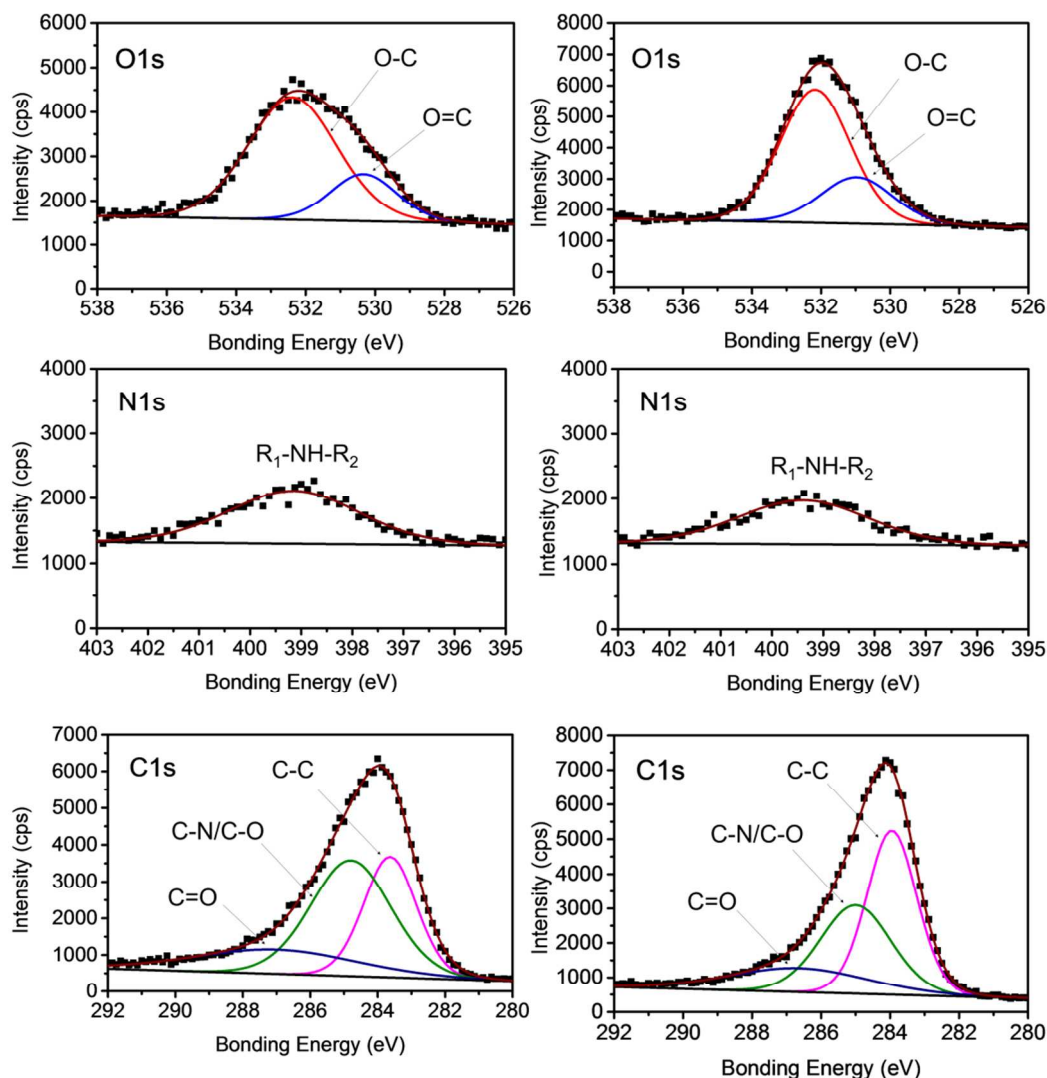 O1s
O-C
O=C
Intensity (cps)
6000
5000
4000
3000
2000
1000
0
538 536 534 532 530 528 526
Bonding Energy (eV)
O1s
O-C
O=C
Intensity (cps)
8000
7000
6000
5000
4000
3000
2000
1000
0
538 536 534 532 530 528 526
Bonding Energy (eV)
N1s
R₁-NH-R₂
Intensity (cps)
4000
3000
2000
1000
0
403 402 401 400 399 398 397 396 395
Bonding Energy (eV)
N1s
R₁-NH-R₂
Intensity (cps)
4000
3000
2000
1000
0
403 402 401 400 399 398 397 396 395
Bonding Energy (eV)
C1s
C-C
C-N/C-O
C=O
Intensity (cps)
7000
6000
5000
4000
3000
2000
1000
0
292 290 288 286 284 282 280
Bonding Energy (eV)
C1s
C-C
C-N/C-O
C=O
Intensity (cps)
8000
7000
6000
5000
4000
3000
2000
1000
0
292 290 288 286 284 282 280
Bonding Energy (eV)